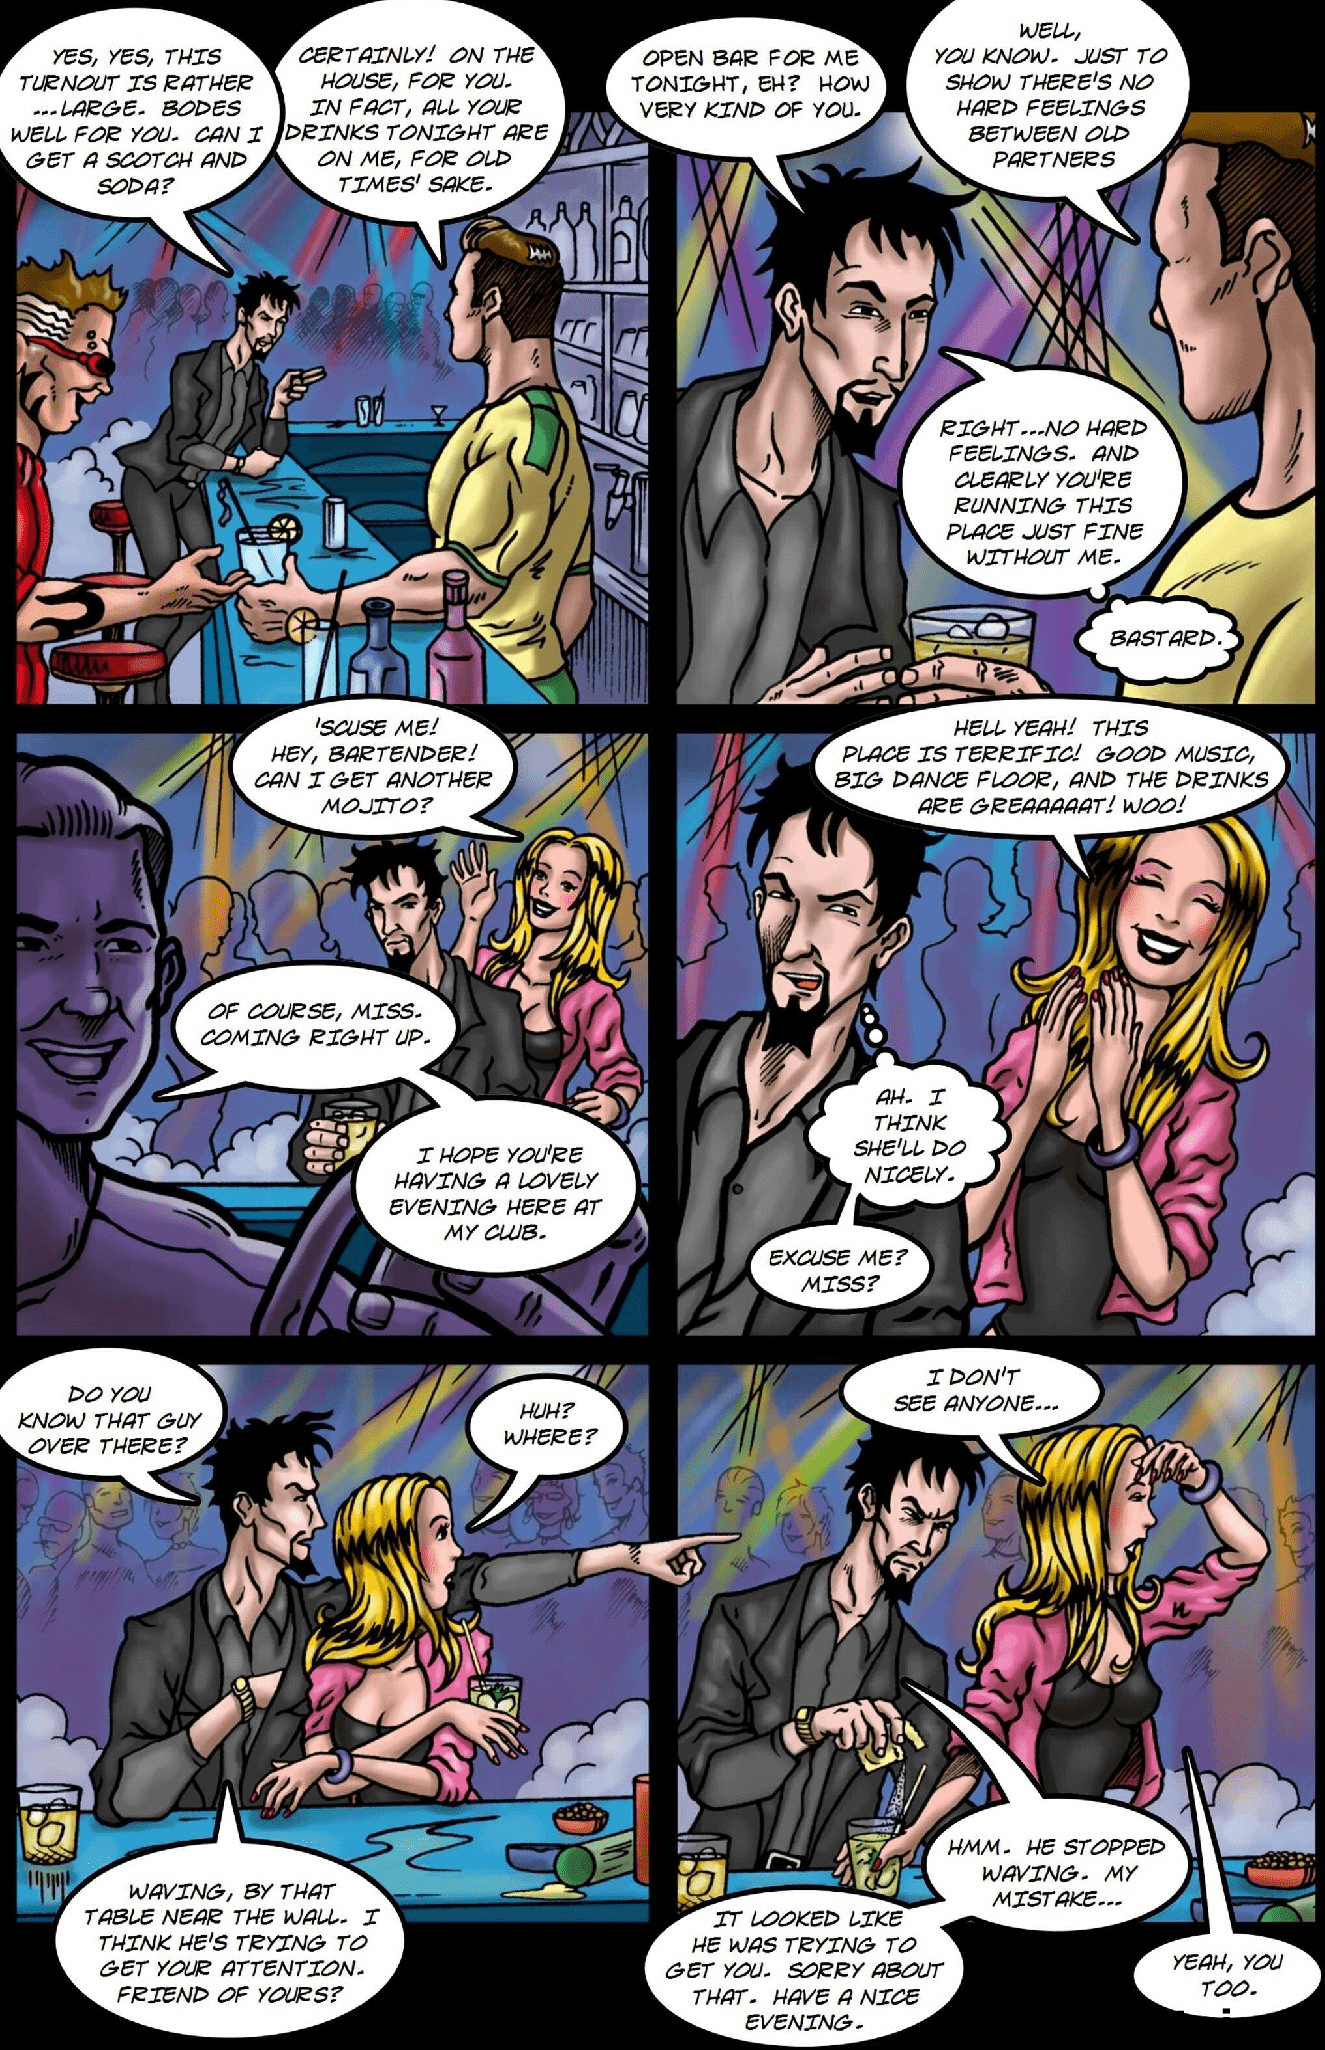 YES, YES, THIS
TURNOUT IS RATHER
...LARGE. BODES
WELL FOR YOU. CAN I
GET A SCOTCH AND
SODA?
CERTAINLY! ON THE
HOUSE, FOR YOU.
IN FACT, ALL YOUR
DRINKS TONIGHT ARE
ON ME, FOR OLD
TIMES' SAKE.
OPEN BAR FOR ME
TONIGHT, EH? HOW
VERY KIND OF YOU.
WELL,
YOU KNOW. JUST TO
SHOW THERE'S NO
HARD FEELINGS
BETWEEN OLD
PARTNERS
RIGHT...NO HARD
FEELINGS. AND
CLEARLY YOU'RE
RUNNING THIS
PLACE JUST FINE
WITHOUT ME.
BASTARD.
'SCUSE ME!
HEY, BARTENDER!
CAN I GET ANOTHER
MOJITO?
OF COURSE, MISS.
COMING RIGHT UP.
I HOPE YOU'RE
HAVING A LOVELY
EVENING HERE AT
MY CLUB.
HELL YEAH! THIS
PLACE IS TERRIFIC! GOOD MUSIC,
BIG DANCE FLOOR, AND THE DRINKS
ARE GREAAAAAT! WOO!
AH. I
THINK
SHE'LL DO
NICELY.
EXCUSE ME?
MISS?
DO YOU
KNOW THAT GUY
OVER THERE?
HUH?
WHERE?
WAVING, BY THAT
TABLE NEAR THE WALL. I
THINK HE'S TRYING TO
GET YOUR ATTENTION.
FRIEND OF YOURS?
I DON'T
SEE ANYONE...
HMM. HE STOPPED
WAVING. MY
MISTAKE...
IT LOOKED LIKE
HE WAS TRYING TO
GET YOU. SORRY ABOUT
THAT. HAVE A NICE
EVENING.
YEAH, YOU
TOO.